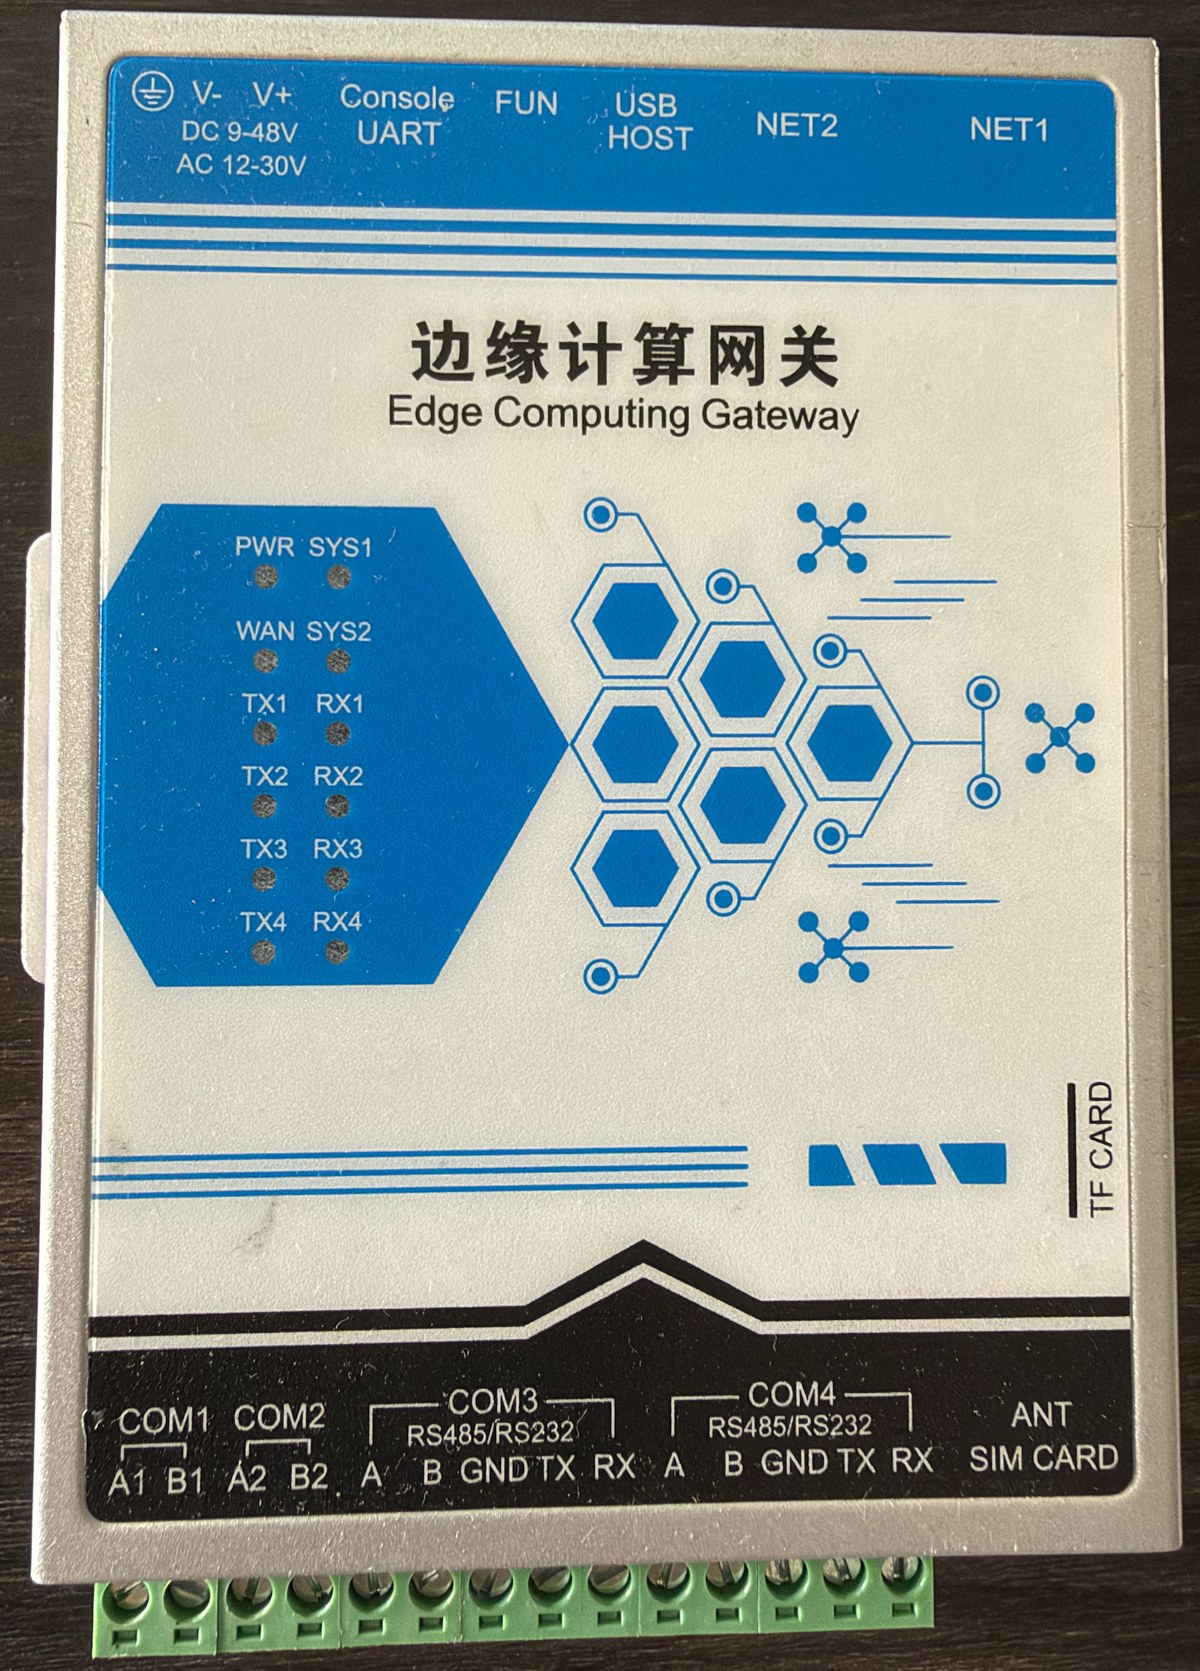 V- V+
DC 9-48V
AC 12-30V
Console
UART
FUN
USB
HOST
NET2
NET1
边缘计算网关
Edge Computing Gateway
PWR SYS1
WAN SYS2
TX1 RX1
TX2 RX2
TX3 RX3
TX4 RX4
TF CARD
COM1
A1 B1
COM2
A2 B2
COM3
RS485/RS232
A B GND TX RX
COM4
RS485/RS232
A B GND TX RX
ANT
SIM CARD